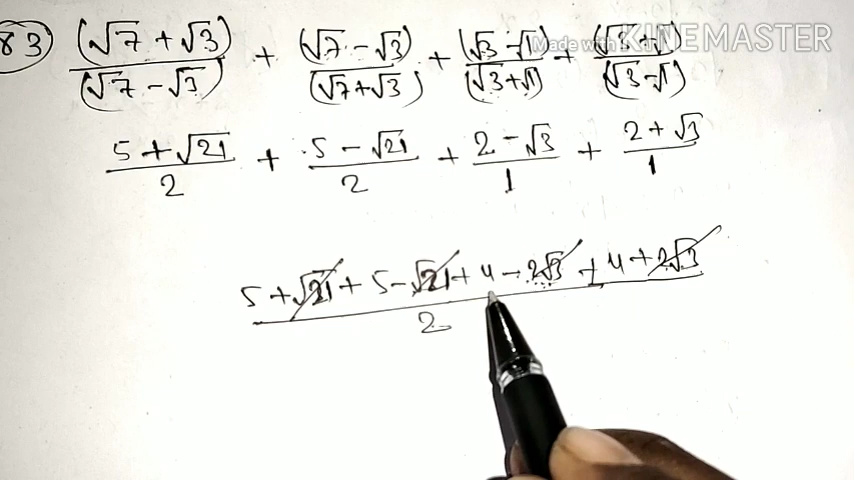 83) (√7 + √3)/(√7 - √3) + (√7 - √3)/(√7 + √3) + (√3 - √1)/(√3 + √1) + (√3 + √1)/(√3 - √1)
Made with KINEMASTER
(5 + √21)/2 + (5 - √21)/2 + (2 - √3)/1 + (2 + √3)/1
(5 + √21 + 5 - √21 + 4 - 2√3 + 4 + 2√3)/2